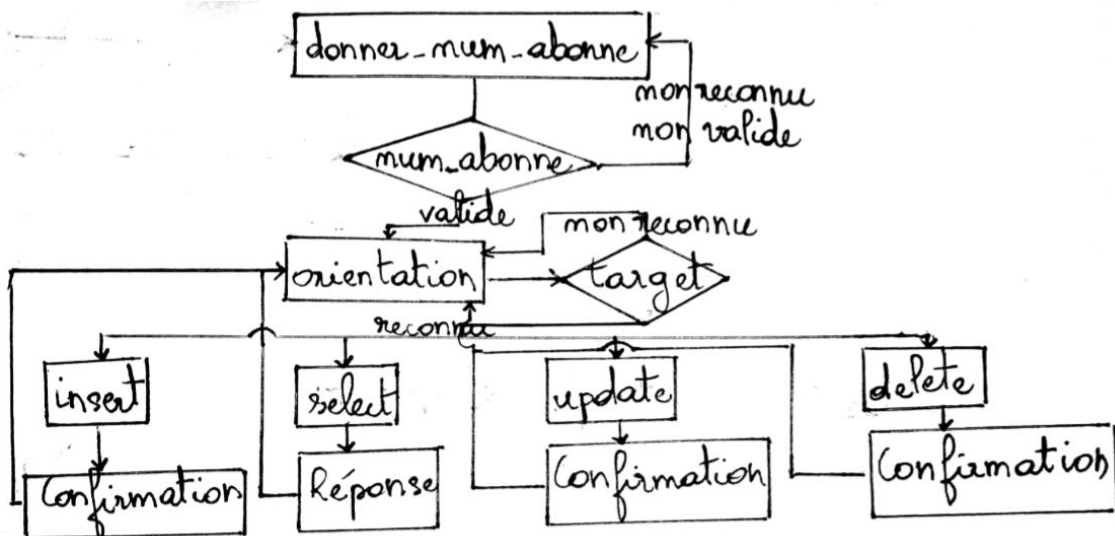 donner_num_abonne
non reconnu
non valide
num_abonne
valide
non reconnu
orientation
target
reconnu
insert
select
update
delete
Confirmation
Réponse
Confirmation
Confirmation